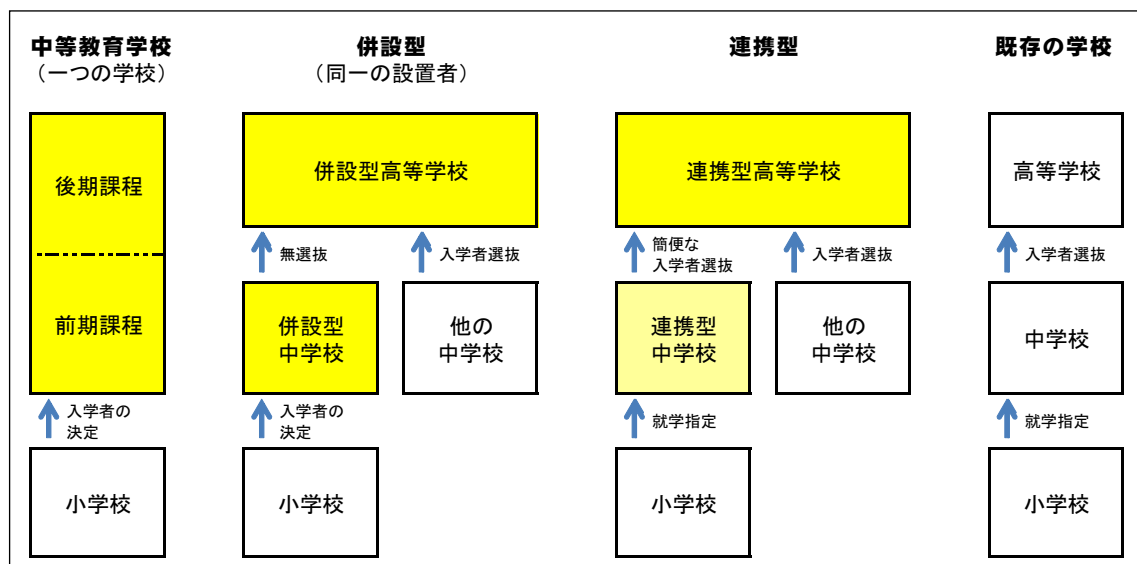 中等教育学校
（一つの学校）
併設型
（同一の設置者）
連携型
既存の学校
後期課程
前期課程
入学者の
決定
小学校
併設型高等学校
無選抜
入学者選抜
併設型
中学校
他の
中学校
入学者の
決定
小学校
連携型高等学校
簡便な
入学者選抜
入学者選抜
連携型
中学校
他の
中学校
就学指定
小学校
高等学校
入学者選抜
中学校
就学指定
小学校